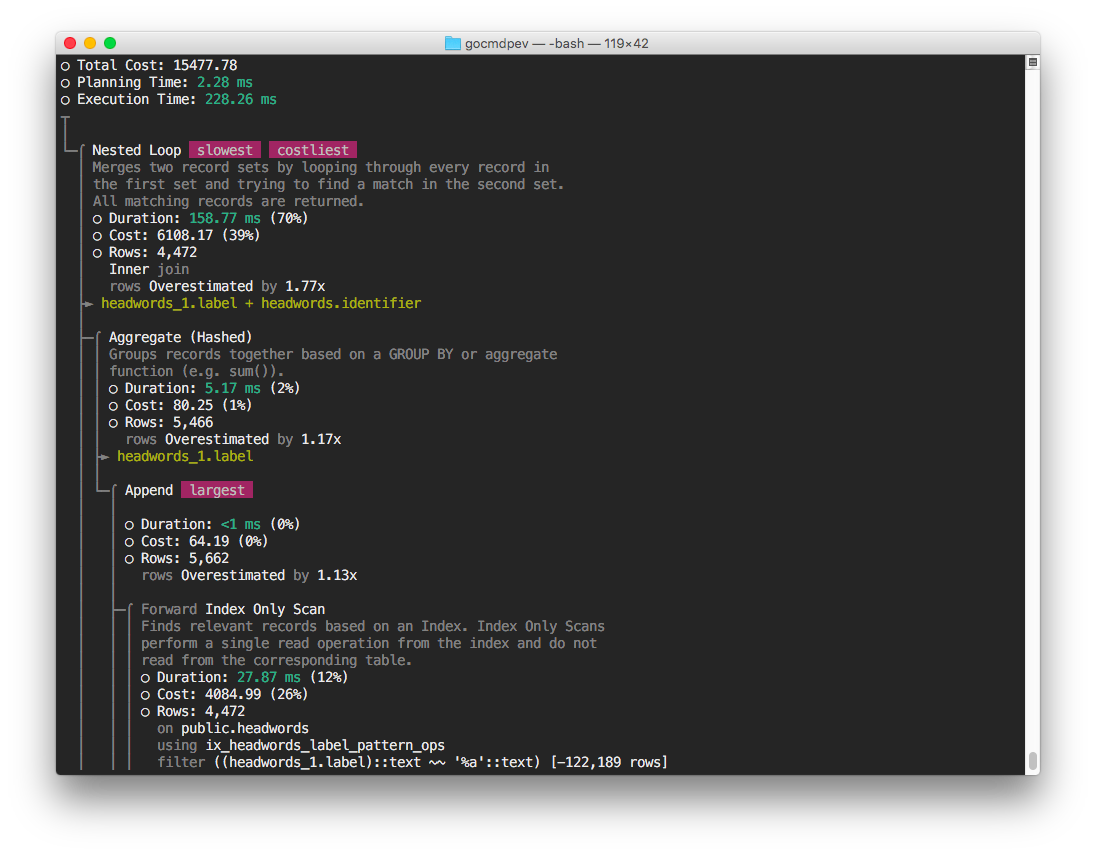 gocmdpev — -bash — 119×42
○ Total Cost: 15477.78
○ Planning Time: 2.28 ms
○ Execution Time: 228.26 ms
Nested Loop slowest costliest
Merges two record sets by looping through every record in
the first set and trying to find a match in the second set.
All matching records are returned.
○ Duration: 158.77 ms (70%)
○ Cost: 6108.17 (39%)
○ Rows: 4,472
Inner join
rows Overestimated by 1.77x
► headwords_1.label + headwords.identifier
Aggregate (Hashed)
Groups records together based on a GROUP BY or aggregate
function (e.g. sum()).
○ Duration: 5.17 ms (2%)
○ Cost: 80.25 (1%)
○ Rows: 5,466
rows Overestimated by 1.17x
► headwords_1.label
Append largest
○ Duration: <1 ms (0%)
○ Cost: 64.19 (0%)
○ Rows: 5,662
rows Overestimated by 1.13x
Forward Index Only Scan
Finds relevant records based on an Index. Index Only Scans
perform a single read operation from the index and do not
read from the corresponding table.
○ Duration: 27.87 ms (12%)
○ Cost: 4084.99 (26%)
○ Rows: 4,472
on public.headwords
using ix_headwords_label_pattern_ops
filter ((headwords_1.label)::text ~~ '%a'::text) [-122,189 rows]